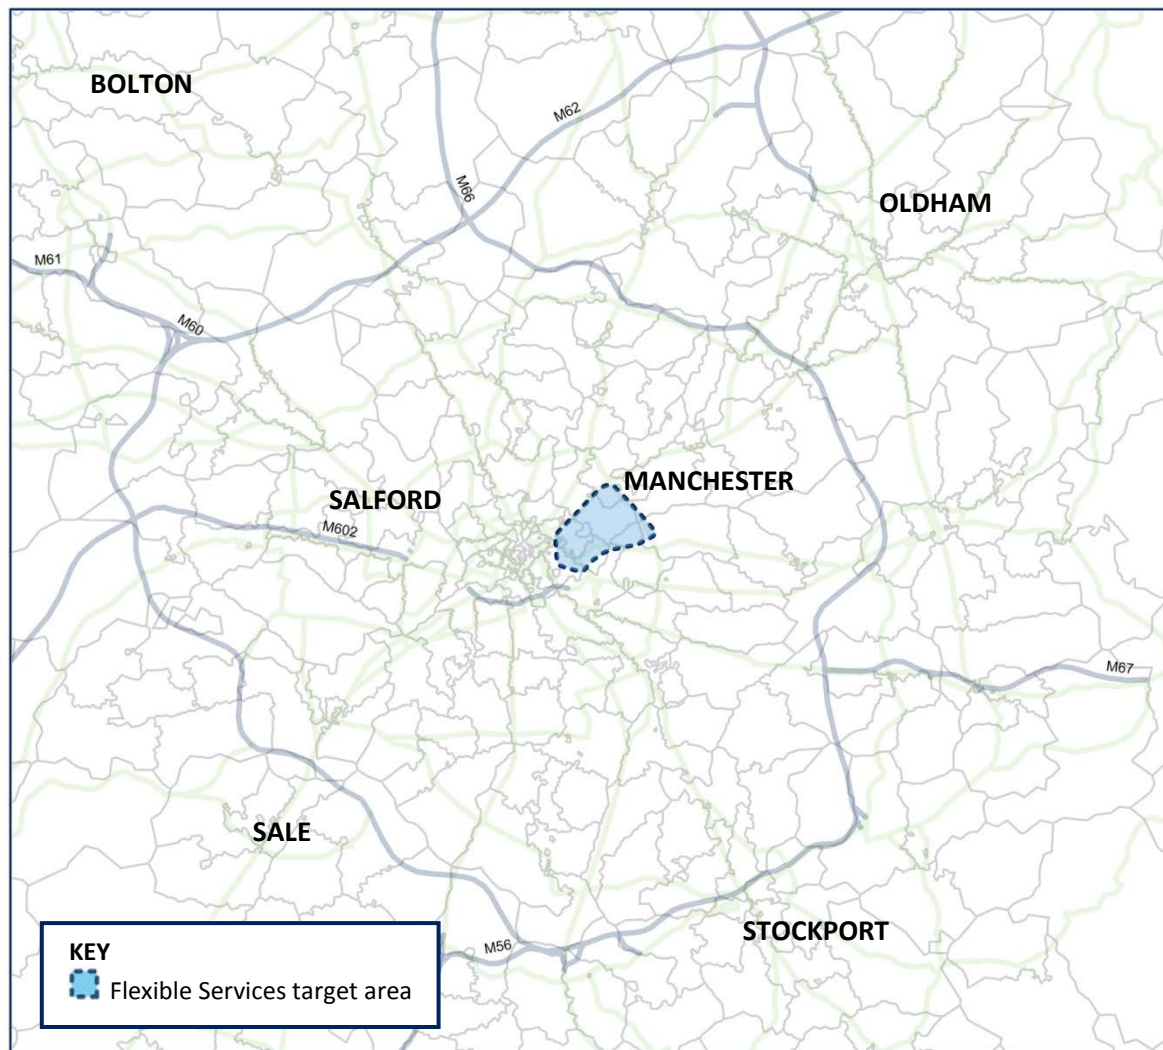 BOLTON
M62
M66
OLDHAM
M61
M60
MANCHESTER
SALFORD
M602
M67
SALE
STOCKPORT
M56
KEY
Flexible Services target area